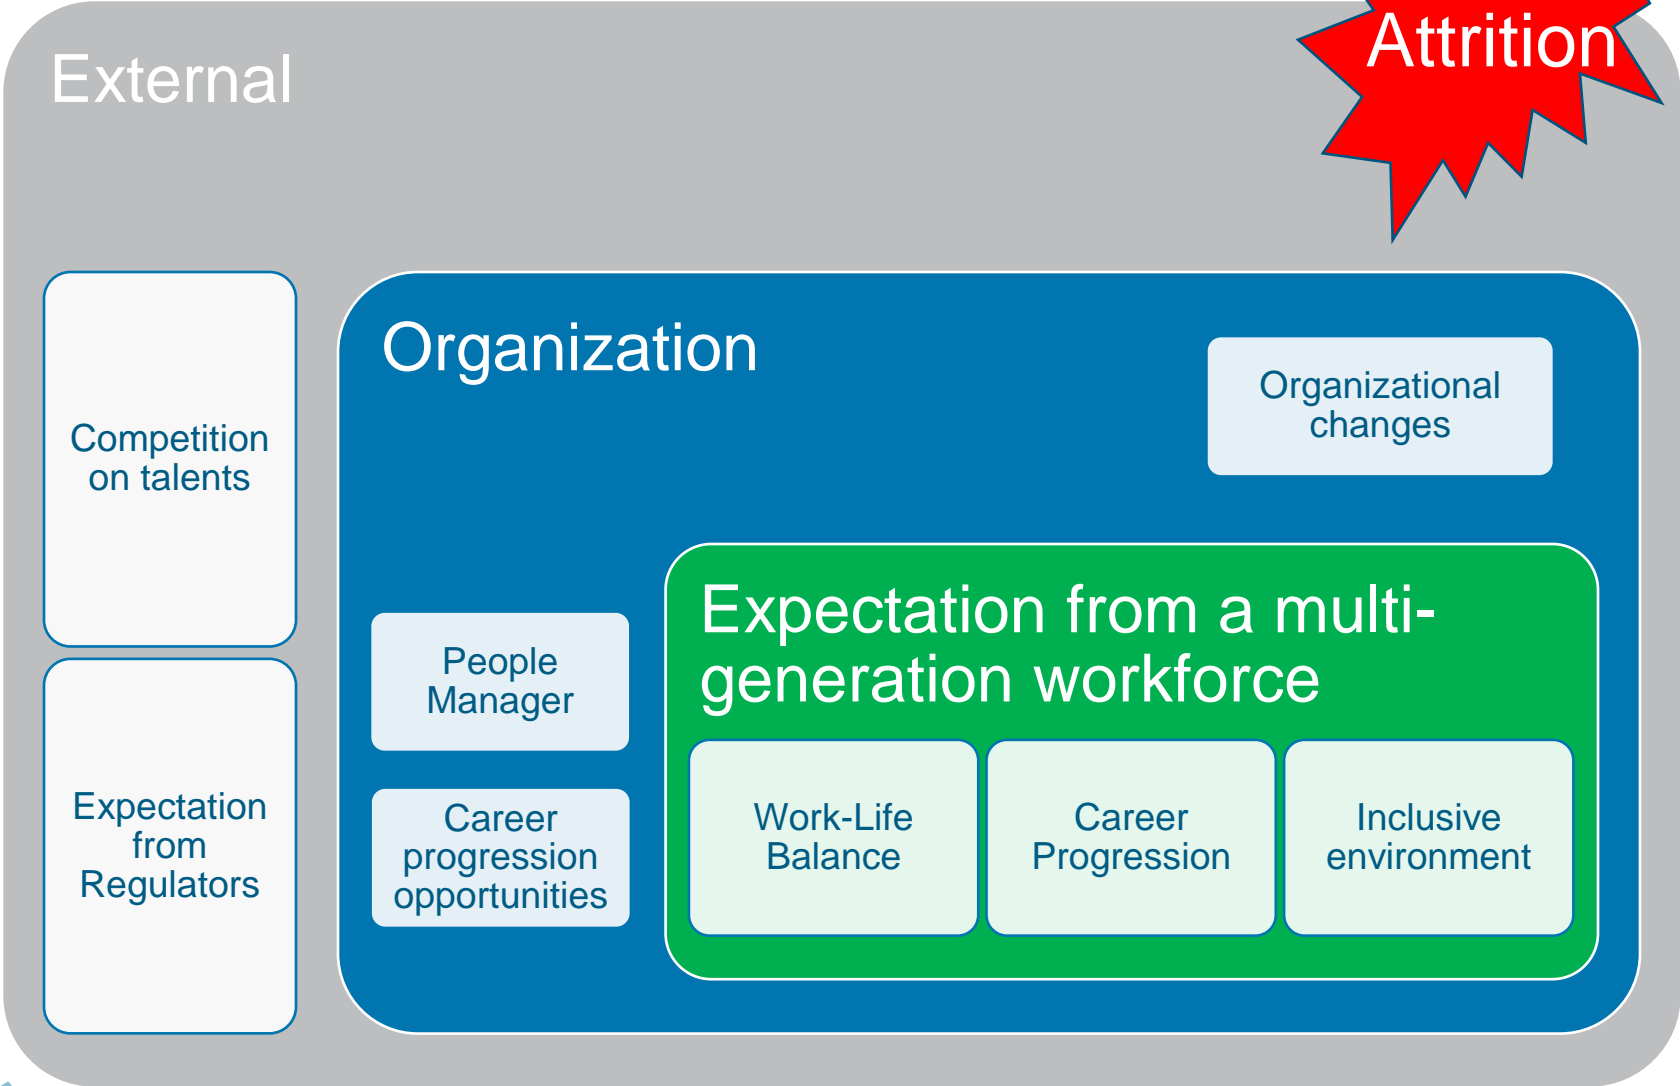 Attrition
External
Competition
on talents
Expectation
from
Regulators
Organization
Organizational
changes
People
Manager
Career
progression
opportunities
Expectation from a multi-
generation workforce
Work-Life
Balance
Career
Progression
Inclusive
environment